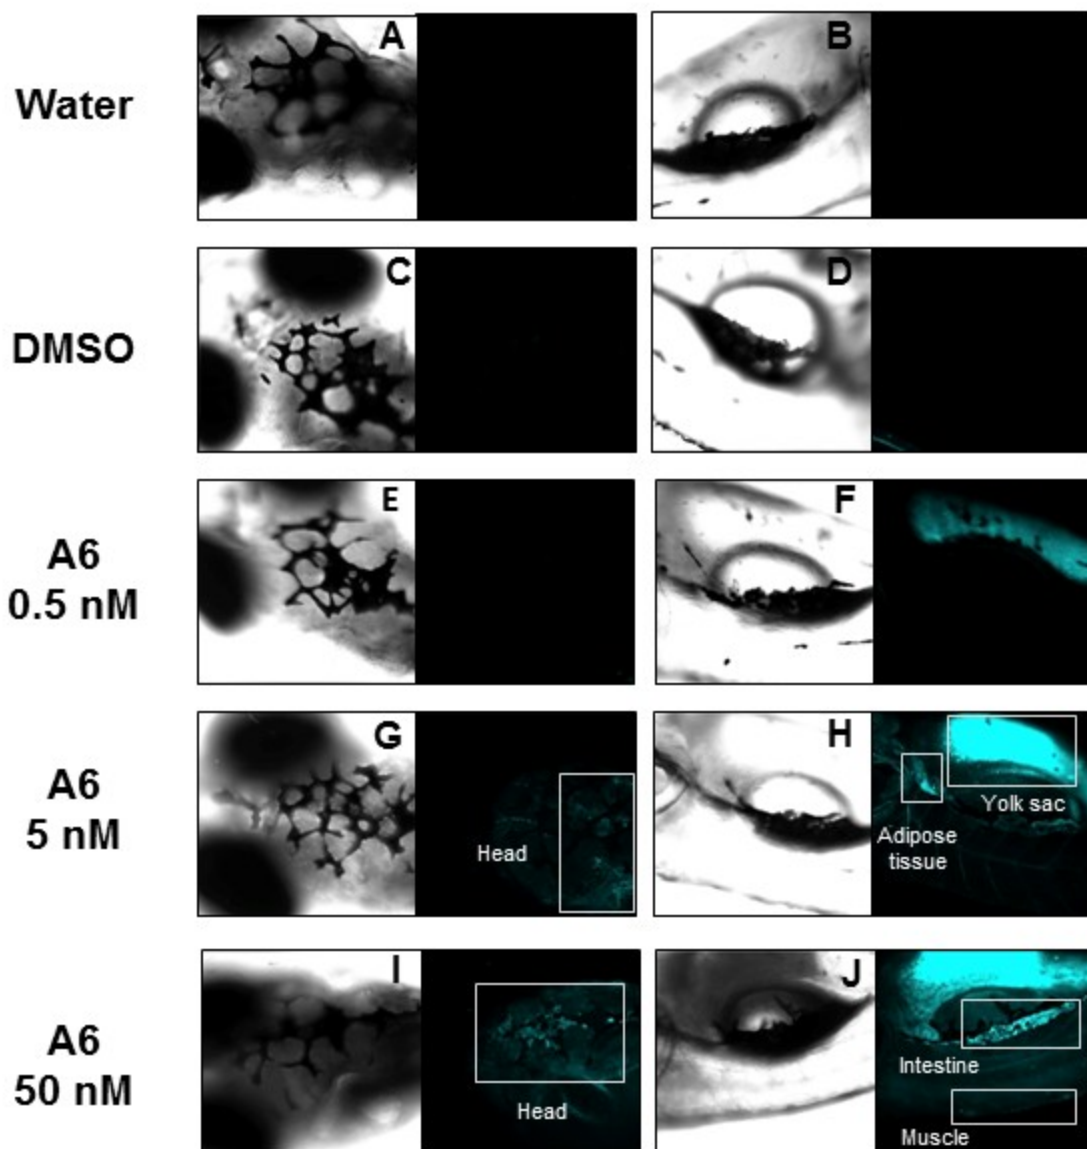 Water
A
B
DMSO
C
D
A6
0.5 nM
E
F
A6
5 nM
G
Head
H
Yolk sac
Adipose
tissue
A6
50 nM
I
Head
J
Intestine
Muscle